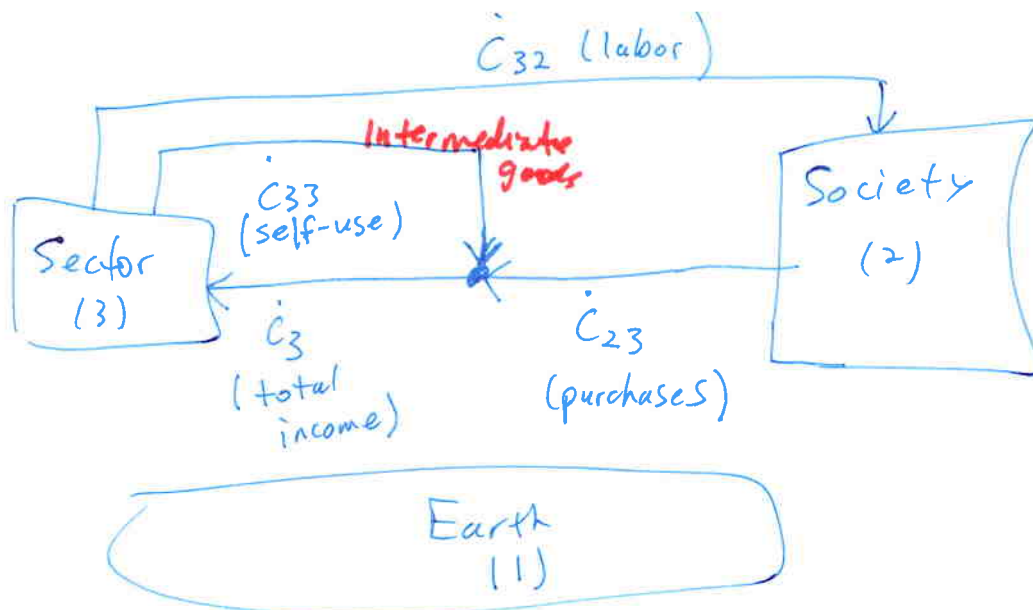 Ċ32 (labor)
Intermediate
goods
Ċ33
(self-use)
Society
(2)
Sector
(3)
Ċ3
(total
income)
Ċ23
(purchases)
Earth
(1)